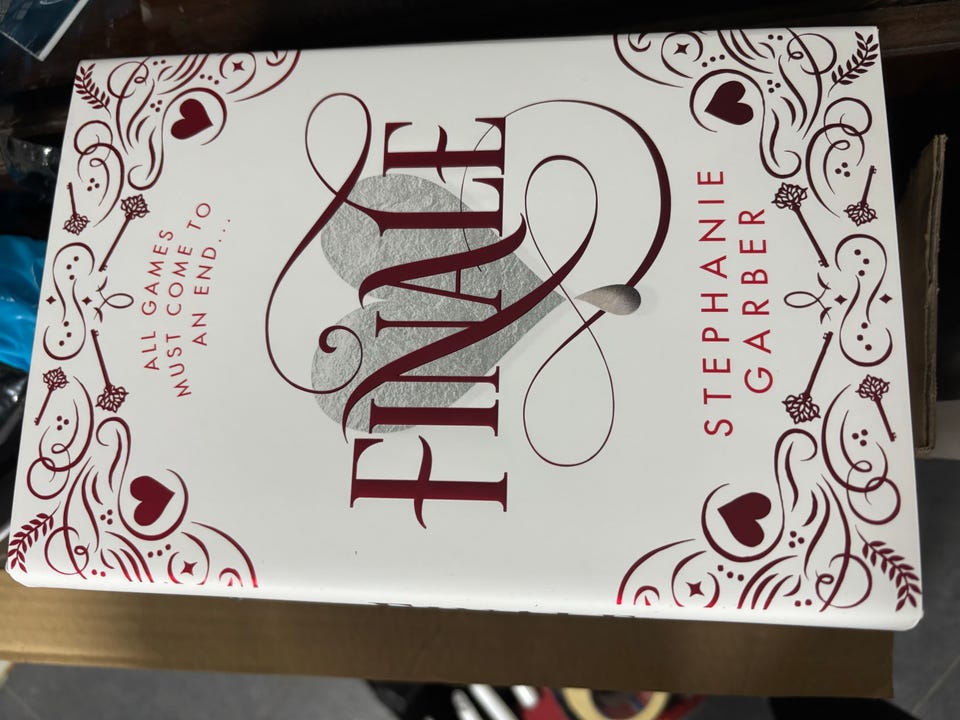 ALL GAMES
MUST COME TO
AN END...
FINALE
STEPHANIE
GARBER